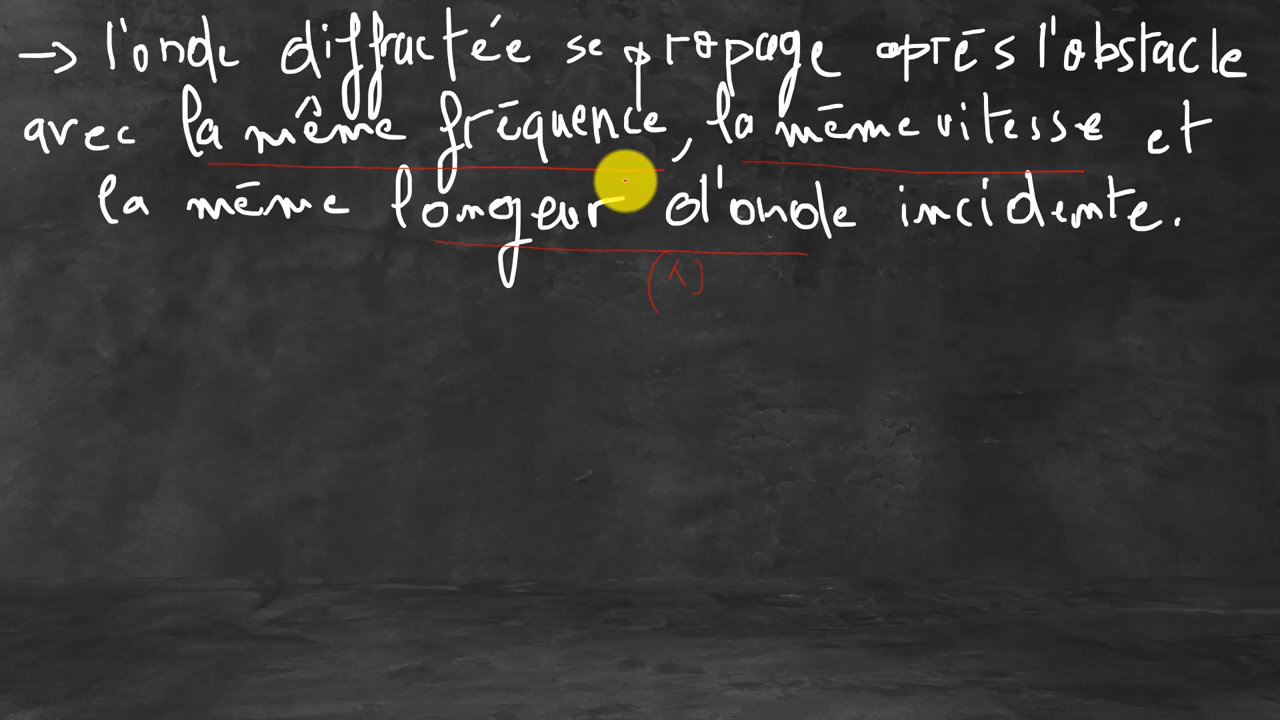 → l'onde diffractée se propage après l'obstacle
avec la même fréquence, la même vitesse et
la même longeur d'onde incidente.
(λ)